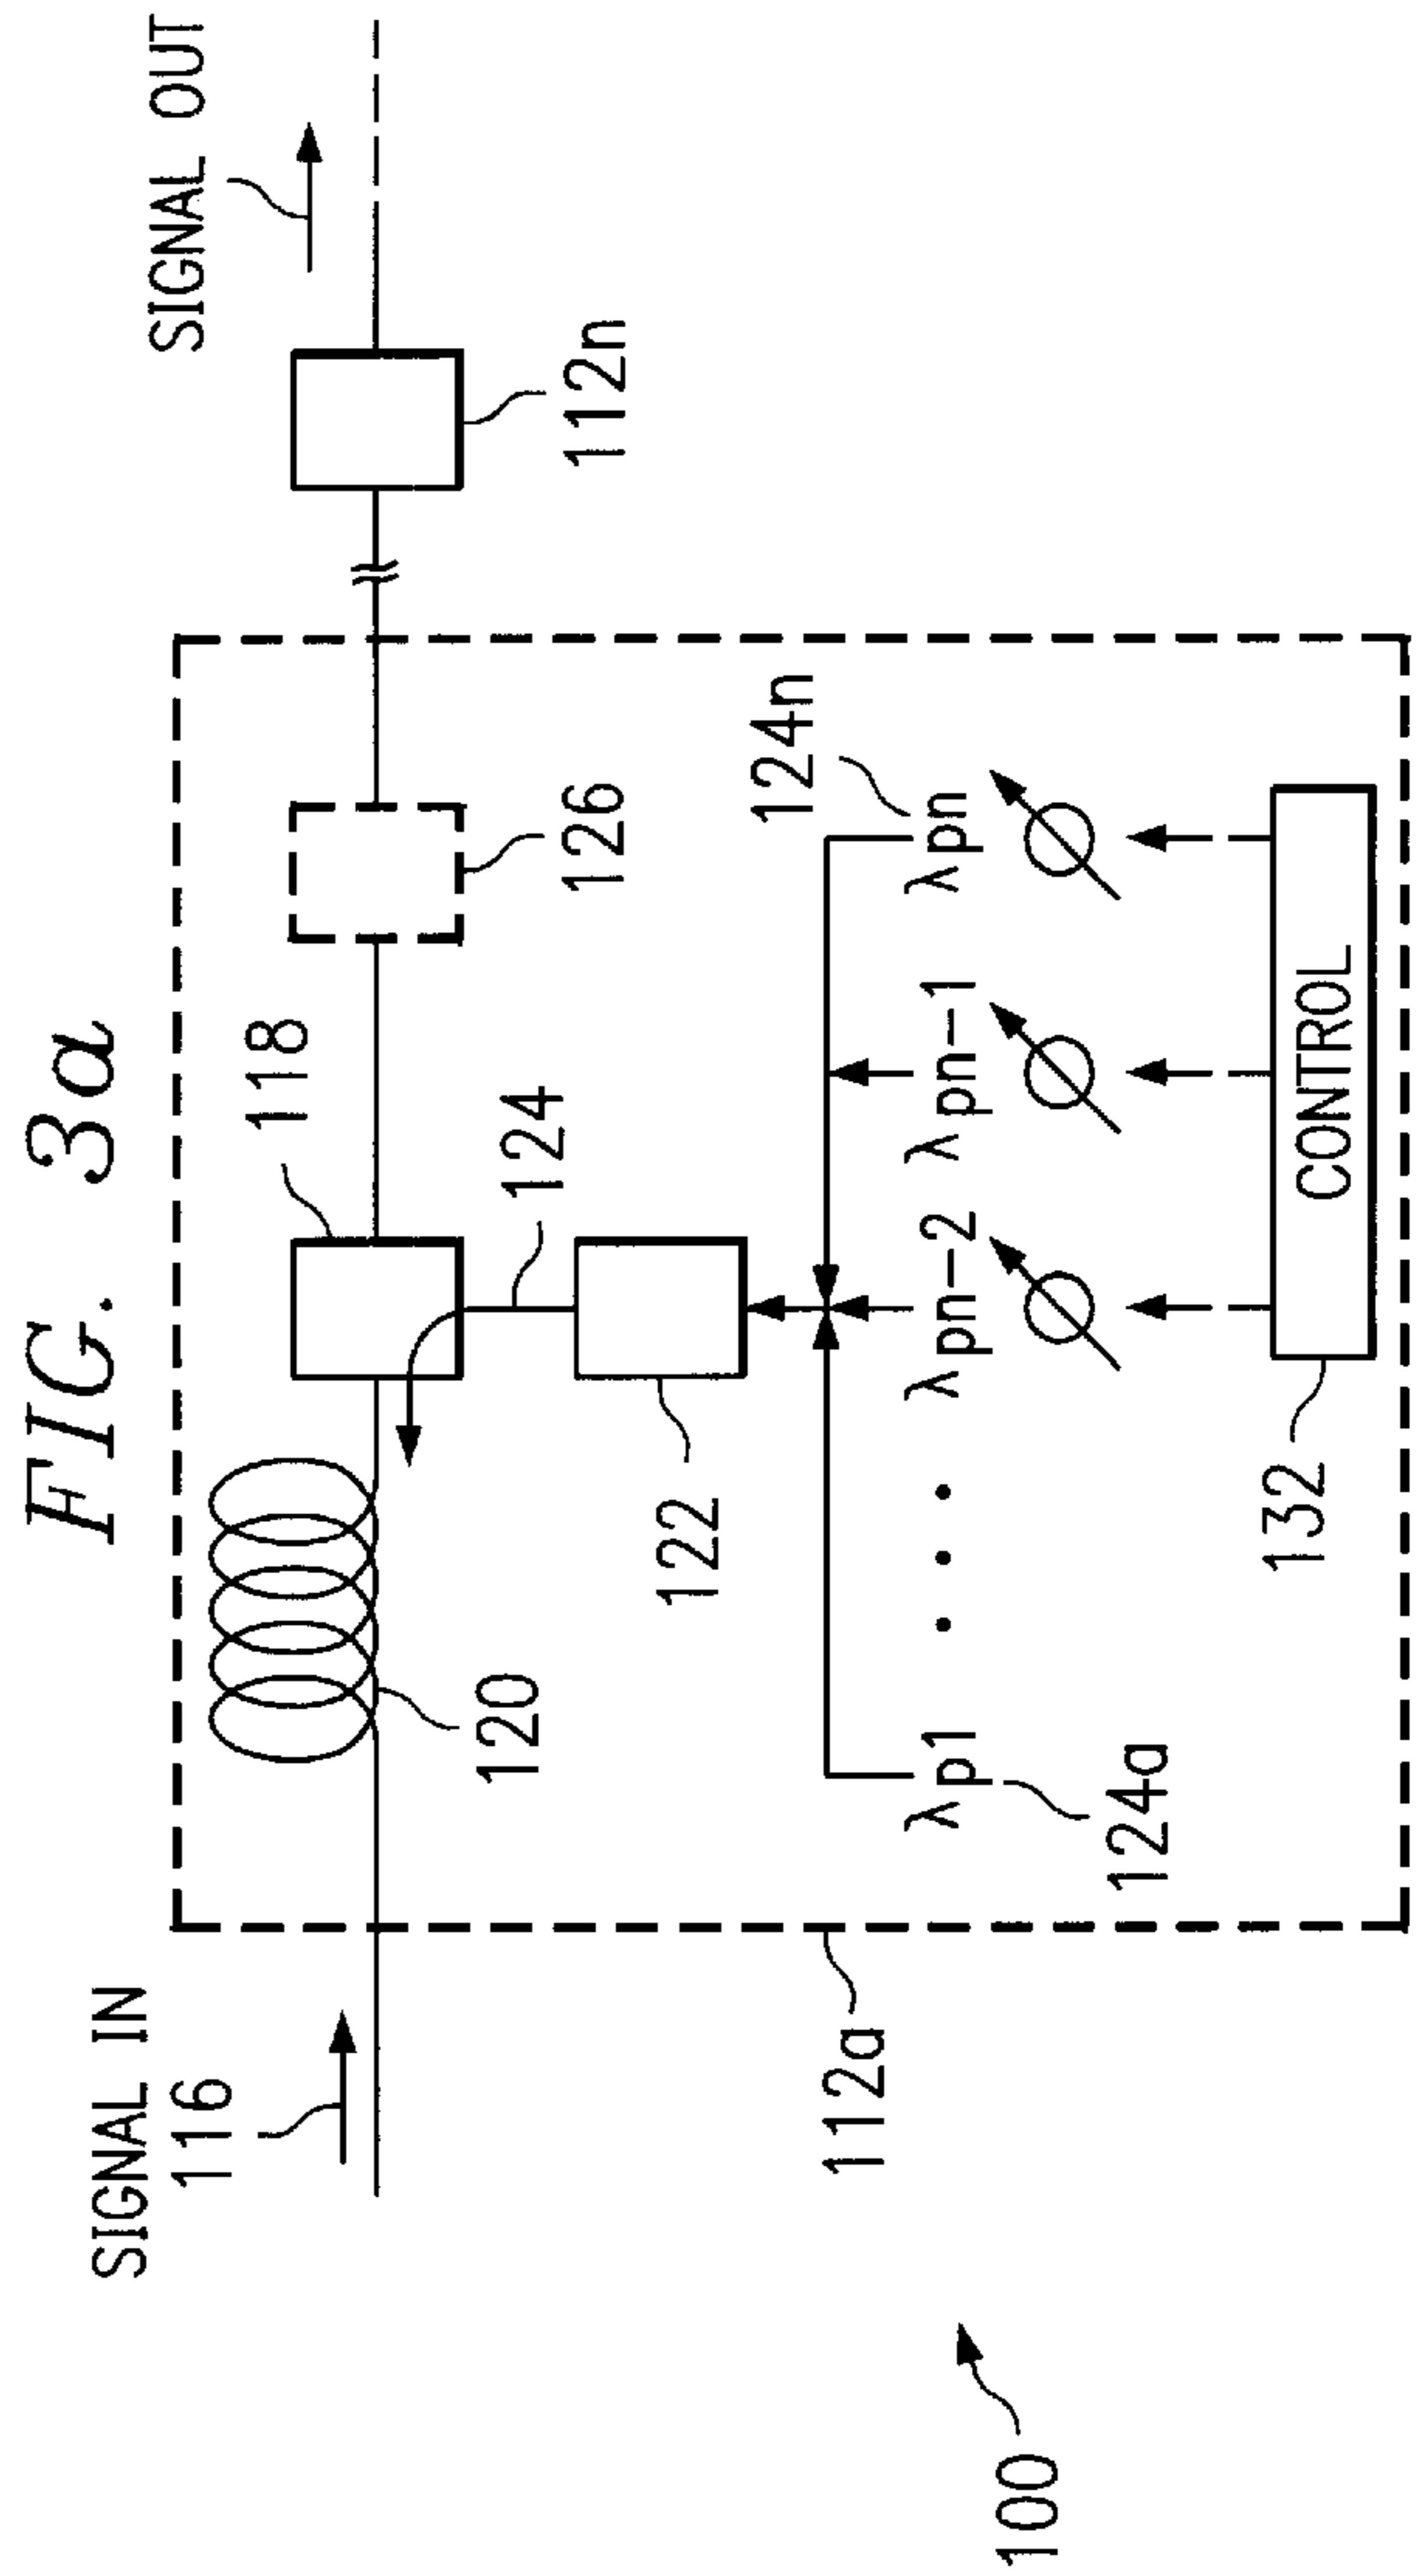 FIG. 3a
SIGNAL IN
116
SIGNAL OUT
118
120
124
126
112n
122
124n
λp1
λpn-2
λpn-1
λpn
124a
112a
CONTROL
132
100